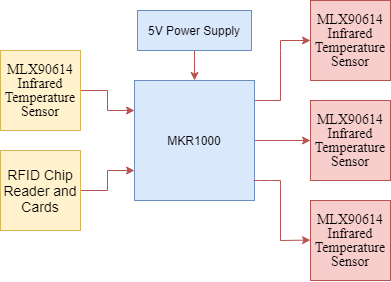 5V Power Supply
MLX90614
Infrared
Temperature
Sensor
RFID Chip
Reader and
Cards
MKR1000
MLX90614
Infrared
Temperature
Sensor
MLX90614
Infrared
Temperature
Sensor
MLX90614
Infrared
Temperature
Sensor